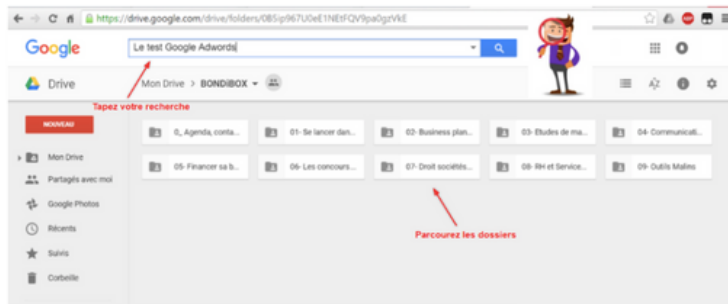 https://drive.google.com/drive/folders/0B5ip967U0eE1NEtFQV9pa0gzVkE
Google
Le test Google Adwords
Drive
Mon Drive > BONDiBOX
Tapez votre recherche
NOUVEAU
0_ Agenda, conta...
01- Se lancer dan...
02- Business plan...
03- Etudes de ma...
04- Communicati...
Mon Drive
05- Financer sa b...
06- Les concours...
07- Droit sociétés...
08- RH et Service...
09- Outils Malins
Partagés avec moi
Google Photos
Récents
Parcourez les dossiers
Suivis
Corbeille